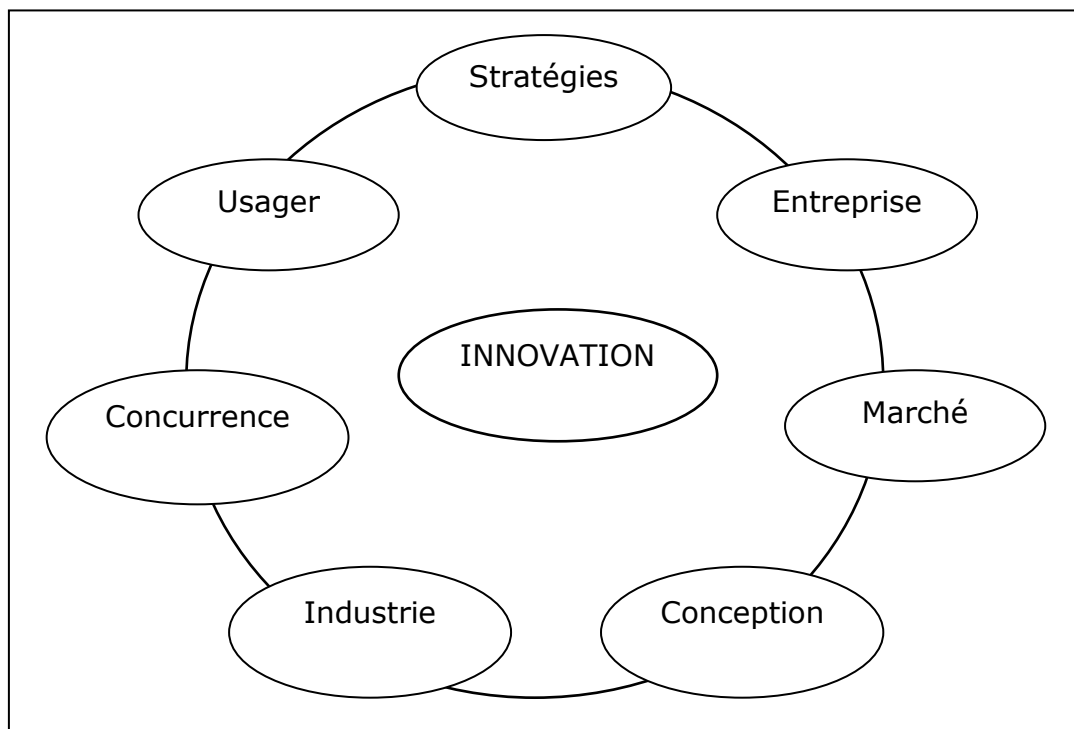 Stratégies
Usager
Entreprise
INNOVATION
Concurrence
Marché
Industrie
Conception